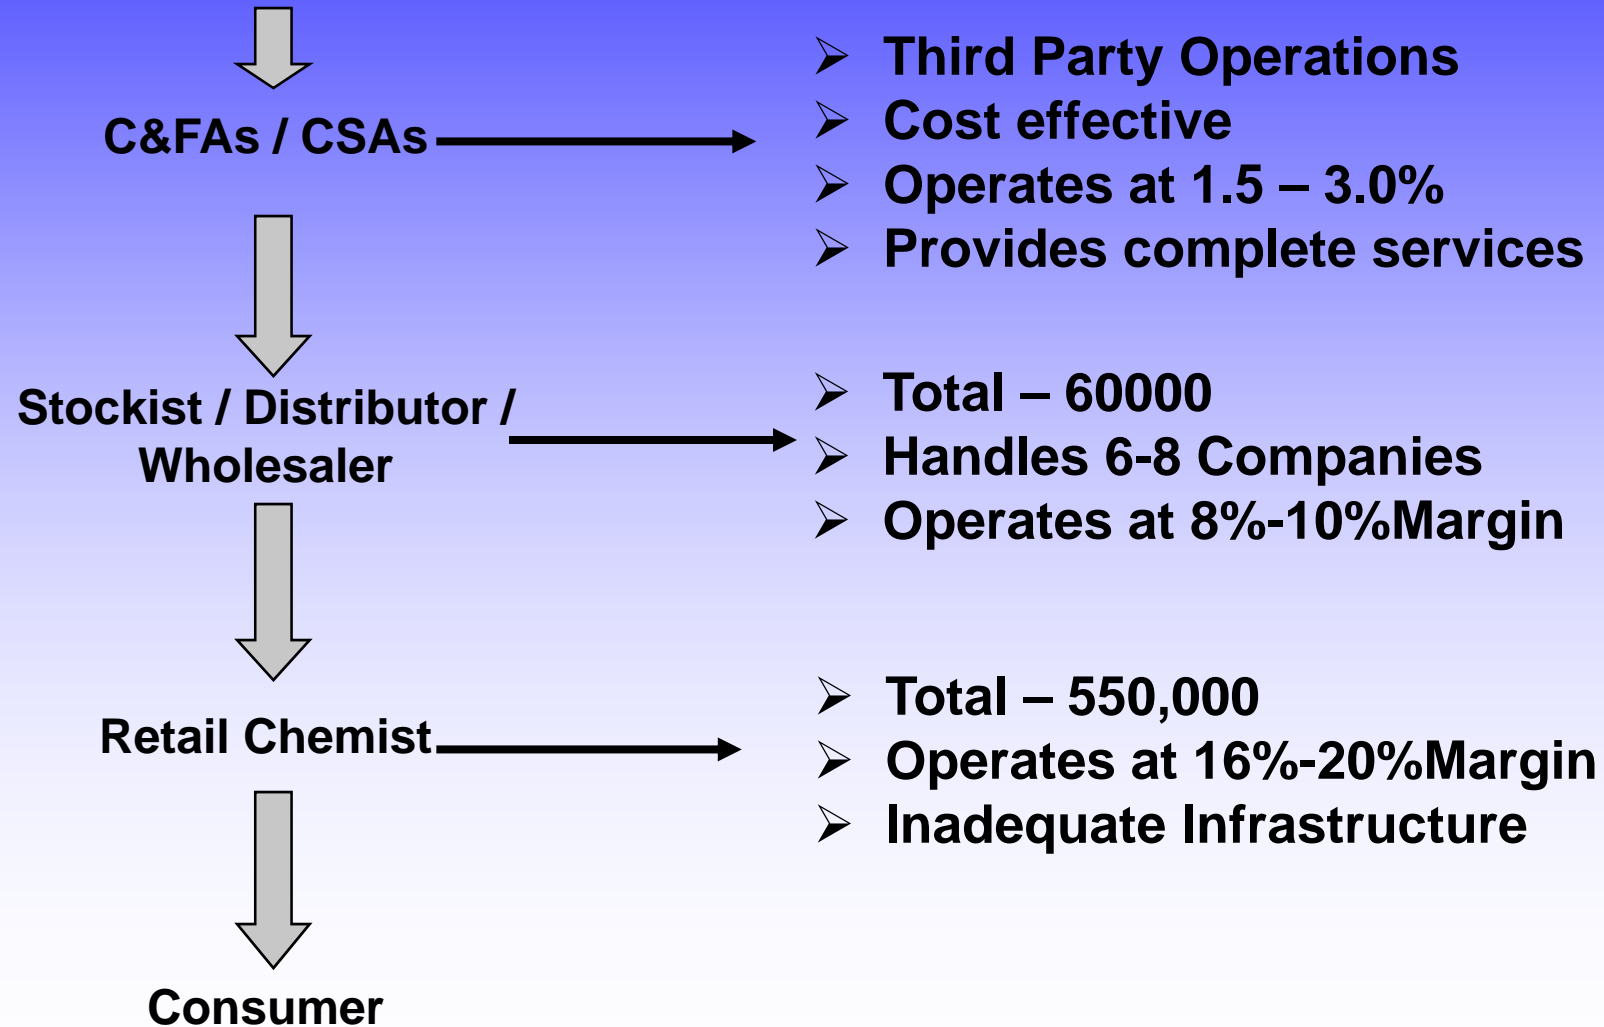 C&FAs / CSAs
➢ Third Party Operations
➢ Cost effective
➢ Operates at 1.5 – 3.0%
➢ Provides complete services
Stockist / Distributor /
Wholesaler
➢ Total – 60000
➢ Handles 6-8 Companies
➢ Operates at 8%-10%Margin
Retail Chemist
➢ Total – 550,000
➢ Operates at 16%-20%Margin
➢ Inadequate Infrastructure
Consumer